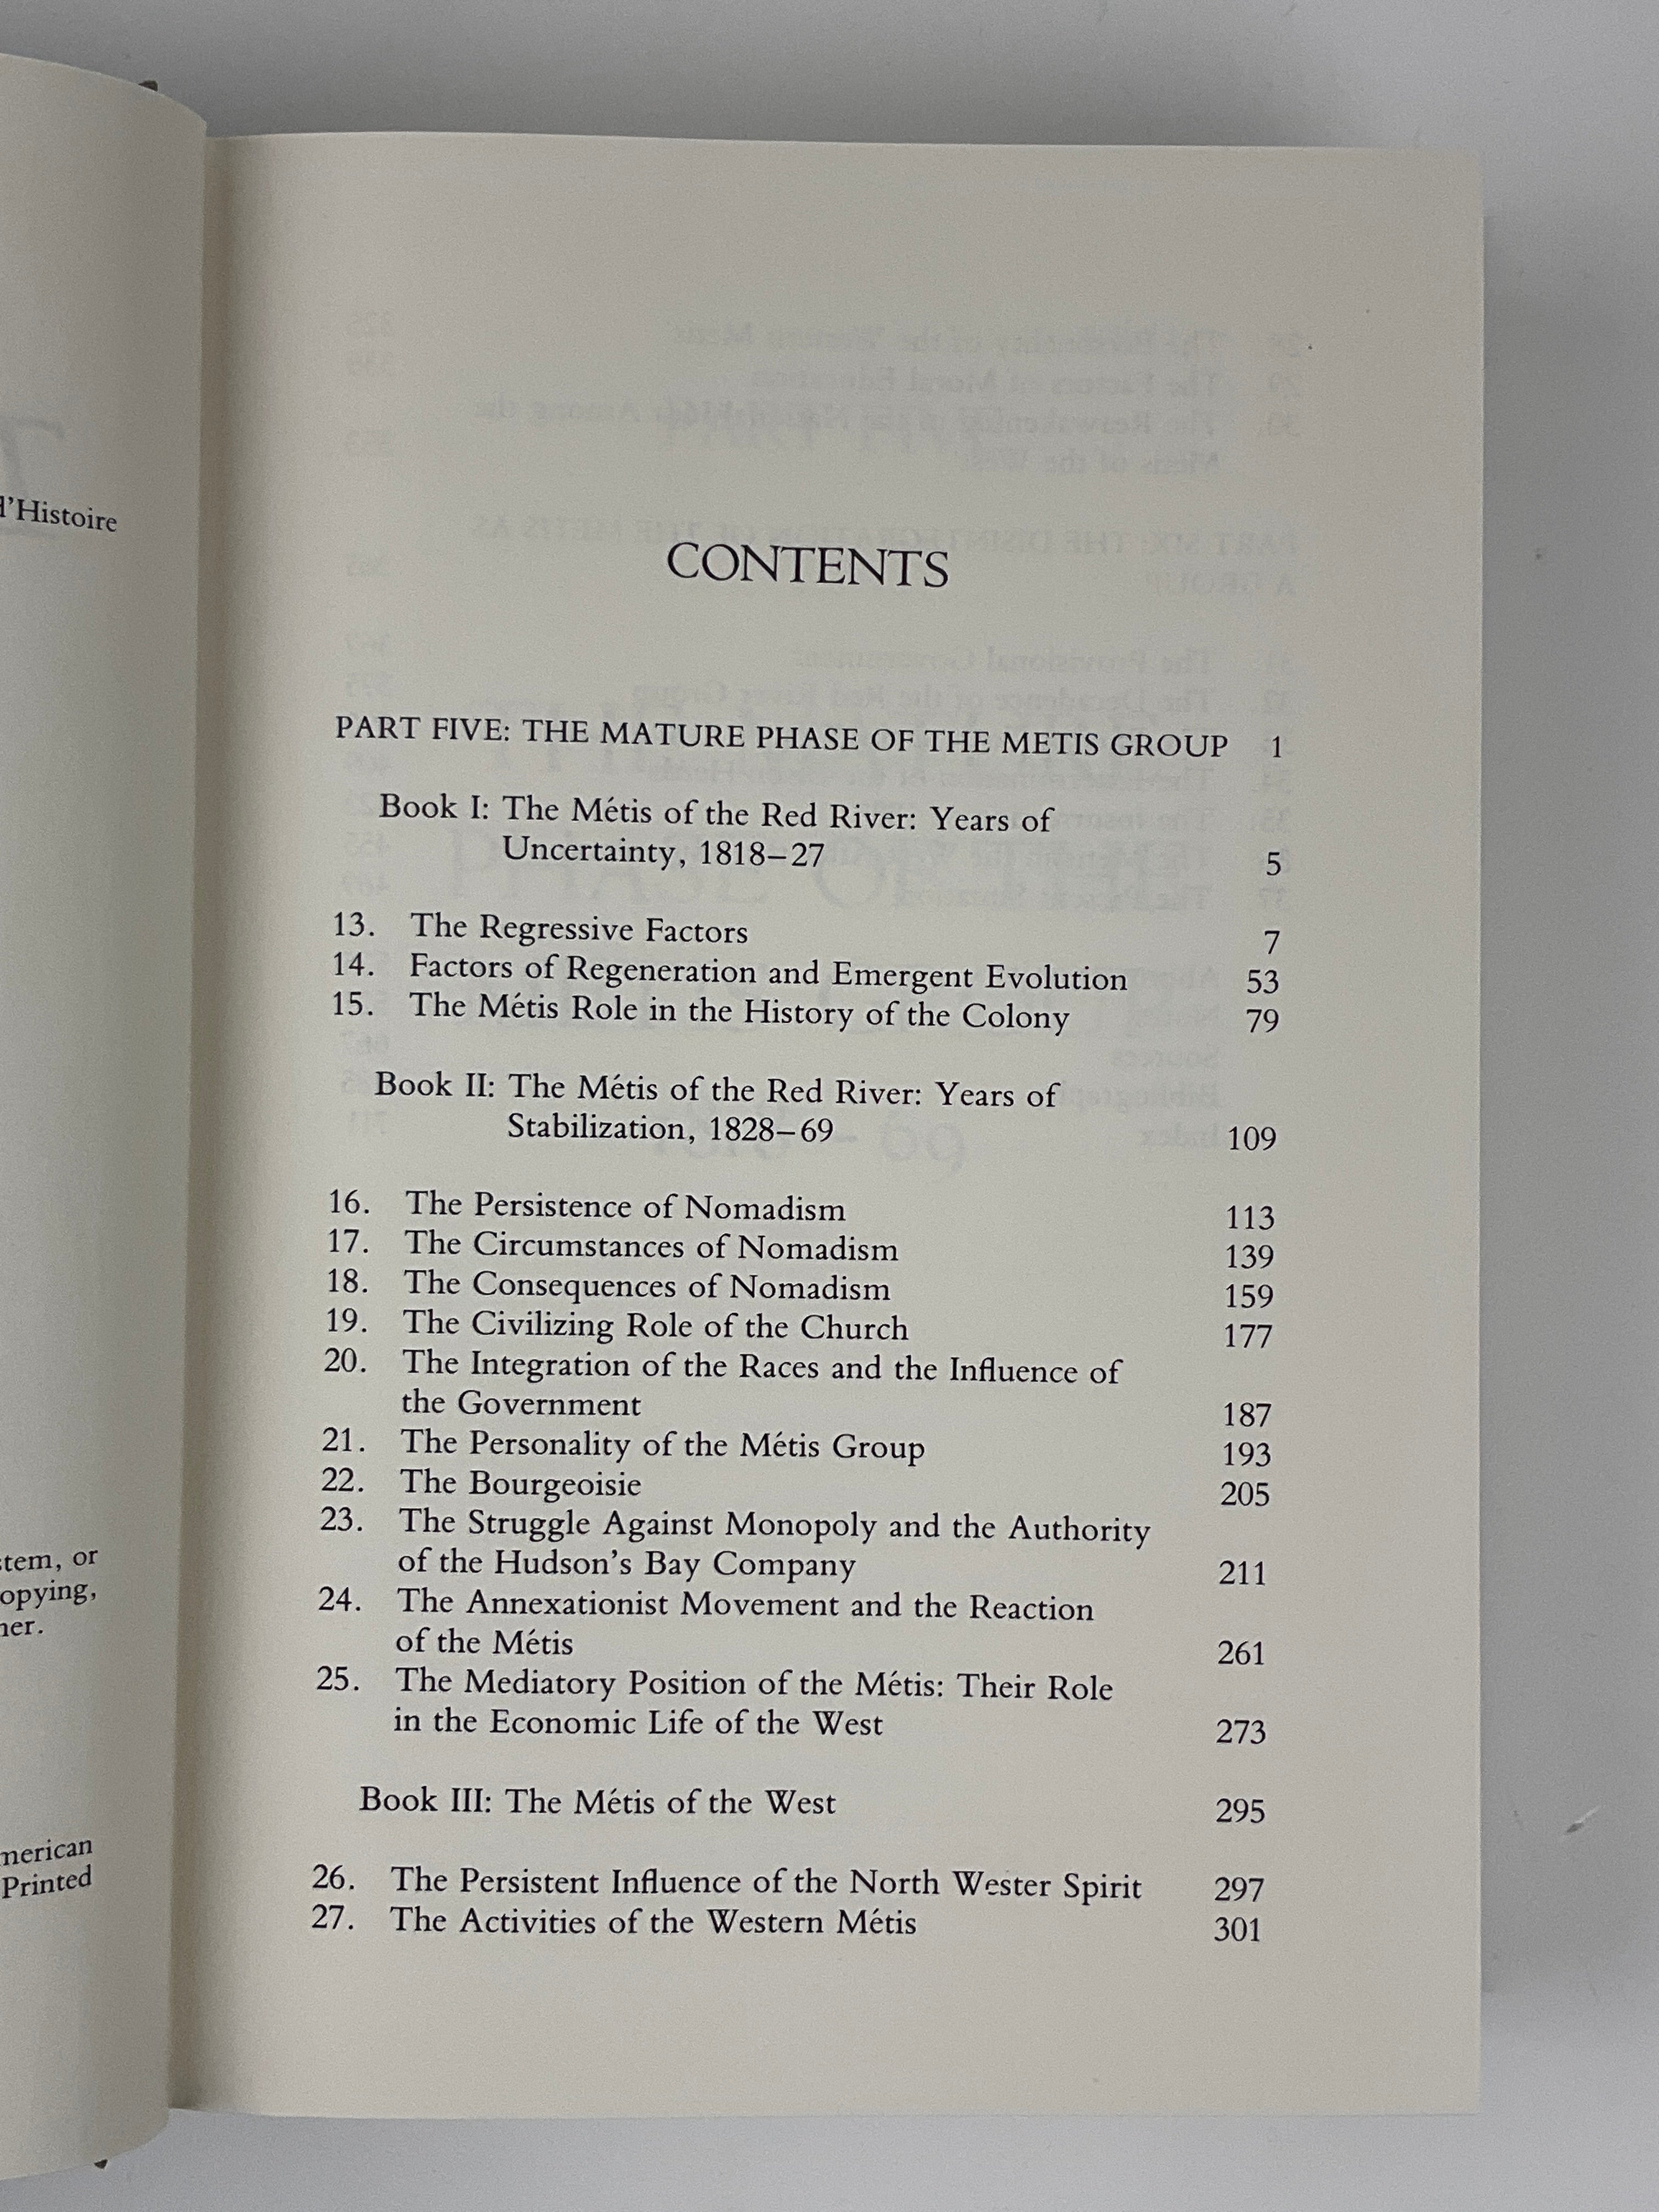 d'Histoire
stem, or
opying,
her.
merican
Printed
CONTENTS
PART FIVE: THE MATURE PHASE OF THE METIS GROUP 1
Book I: The Métis of the Red River: Years of
Uncertainty, 1818–27 5
13. The Regressive Factors 7
14. Factors of Regeneration and Emergent Evolution 53
15. The Métis Role in the History of the Colony 79
Book II: The Métis of the Red River: Years of
Stabilization, 1828–69 109
16. The Persistence of Nomadism 113
17. The Circumstances of Nomadism 139
18. The Consequences of Nomadism 159
19. The Civilizing Role of the Church 177
20. The Integration of the Races and the Influence of
the Government 187
21. The Personality of the Métis Group 193
22. The Bourgeoisie 205
23. The Struggle Against Monopoly and the Authority
of the Hudson's Bay Company 211
24. The Annexationist Movement and the Reaction
of the Métis 261
25. The Mediatory Position of the Métis: Their Role
in the Economic Life of the West 273
Book III: The Métis of the West 295
26. The Persistent Influence of the North Wester Spirit 297
27. The Activities of the Western Métis 301